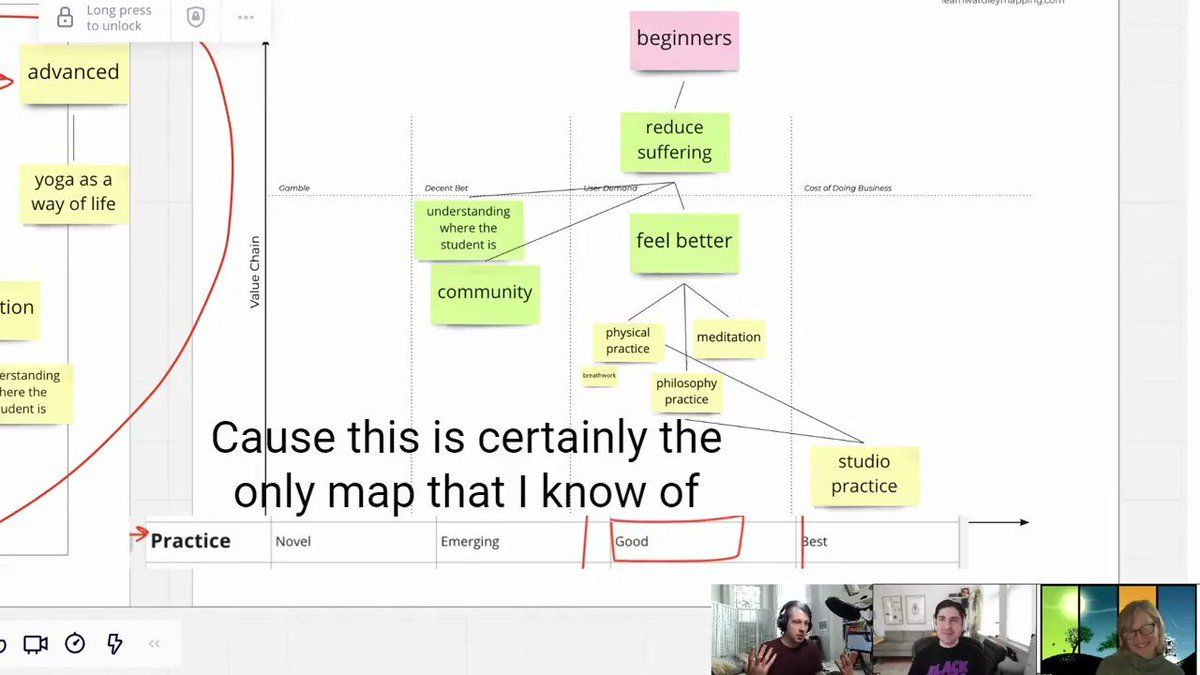 learnwardleymapping.com
Long press
to unlock
advanced
yoga as a
way of life
tion
erstanding
here the
udent is
beginners
reduce
suffering
Gamble
Decent Bet
User Demand
Cost of Doing Business
understanding
where the
student is
community
feel better
Value Chain
physical
practice
meditation
breathwork
philosophy
practice
studio
practice
Cause this is certainly the
only map that I know of
Practice
Novel
Emerging
Good
Best
BLACK